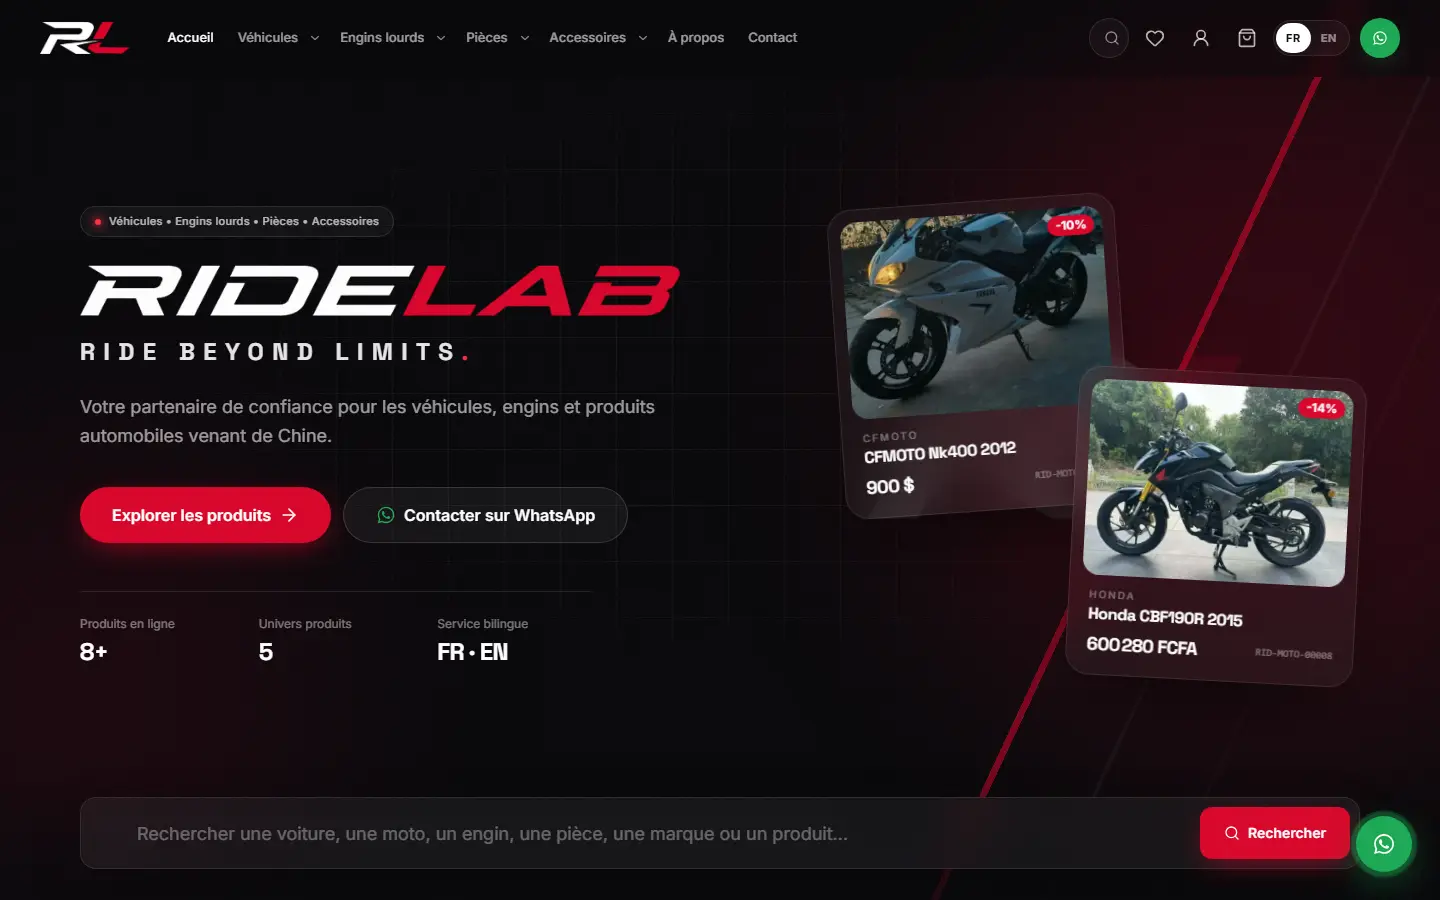 RL
Accueil
Véhicules
Engins lourds
Pièces
Accessoires
À propos
Contact
FR
EN
Véhicules • Engins lourds • Pièces • Accessoires
RIDELAB
RIDE BEYOND LIMITS.
Votre partenaire de confiance pour les véhicules, engins et produits
automobiles venant de Chine.
Explorer les produits
Contacter sur WhatsApp
Produits en ligne
8+
Univers produits
5
Service bilingue
FR • EN
-10%
CFMOTO
CFMOTO Nk400 2012
900 $
-14%
HONDA
Honda CBF190R 2015
600 280 FCFA
RID-MOTO-00008
Rechercher une voiture, une moto, un engin, une pièce, une marque ou un produit...
Rechercher